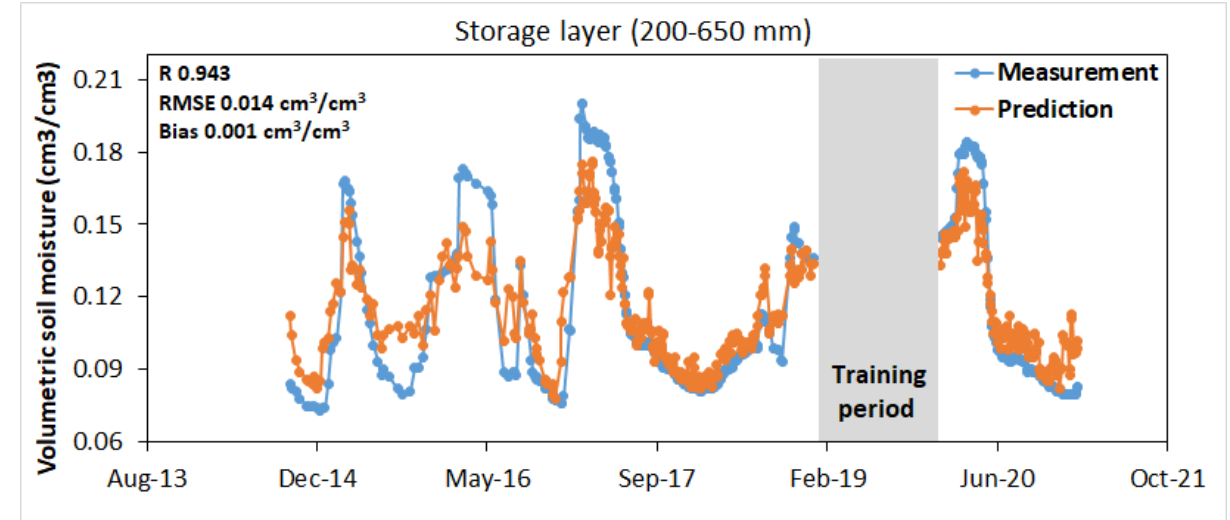 Storage layer (200-650 mm)
R 0.943
RMSE 0.014 cm³/cm³
Bias 0.001 cm³/cm³
Measurement
Prediction
Training
period
Volumetric soil moisture (cm3/cm3)
0.21
0.18
0.15
0.12
0.09
0.06
Aug-13 Dec-14 May-16 Sep-17 Feb-19 Jun-20 Oct-21